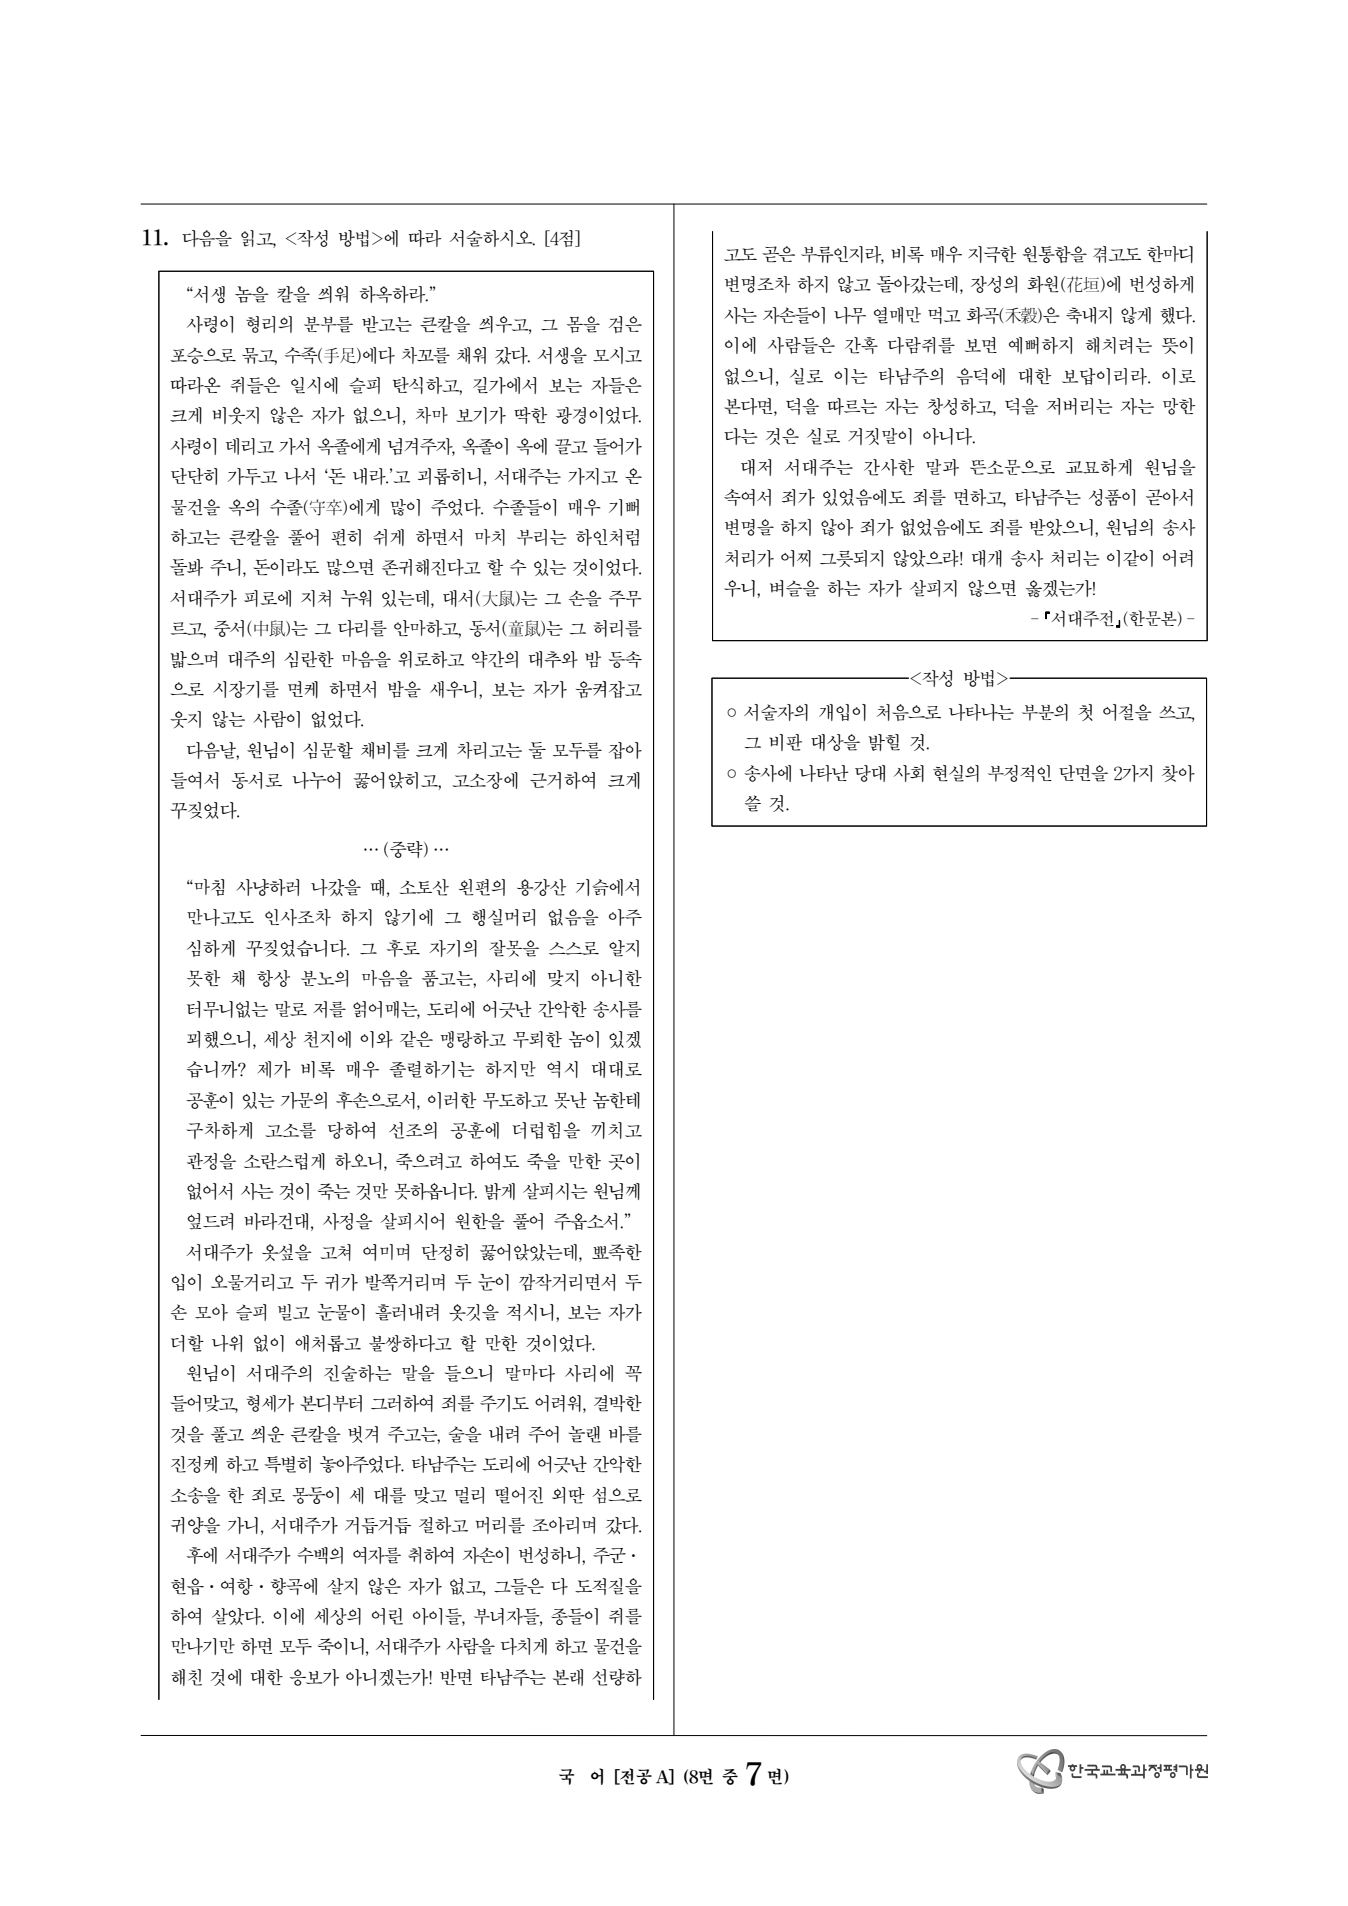 11. 다음을 읽고, <작성 방법>에 따라 서술하시오. [4점]
“서생 놈을 칼을 씌워 하옥하라.”
사령이 형리의 분부를 받고는 큰칼을 씌우고, 그 몸을 검은
포승으로 묶고, 수족(手足)에다 차꼬를 채워 갔다. 서생을 모시고
따라온 쥐들은 일시에 슬피 탄식하고, 길가에서 보는 자들은
크게 비웃지 않은 자가 없으니, 차마 보기가 딱한 광경이었다.
사령이 데리고 가서 옥졸에게 넘겨주자, 옥졸이 옥에 끌고 들어가
단단히 가두고 나서 ‘돈 내라.’고 괴롭히니, 서대주는 가지고 온
물건을 옥의 수졸(守卒)에게 많이 주었다. 수졸들이 매우 기뻐
하고는 큰칼을 풀어 편히 쉬게 하면서 마치 부리는 하인처럼
돌봐 주니, 돈이라도 많으면 존귀해진다고 할 수 있는 것이었다.
서대주가 피로에 지쳐 누워 있는데, 대서(大鼠)는 그 손을 주무
르고, 중서(中鼠)는 그 다리를 안마하고, 동서(童鼠)는 그 허리를
밟으며 대주의 심란한 마음을 위로하고 약간의 대추와 밤 등속
으로 시장기를 면케 하면서 밤을 새우니, 보는 자가 움켜잡고
웃지 않는 사람이 없었다.
다음날, 원님이 심문할 채비를 크게 차리고는 둘 모두를 잡아
들여서 동서로 나누어 꿇어앉히고, 고소장에 근거하여 크게
꾸짖었다.
… (중략) …
“마침 사냥하러 나갔을 때, 소토산 왼편의 용강산 기슭에서
만나고도 인사조차 하지 않기에 그 행실머리 없음을 아주
심하게 꾸짖었습니다. 그 후로 자기의 잘못을 스스로 알지
못한 채 항상 분노의 마음을 품고는, 사리에 맞지 아니한
터무니없는 말로 저를 얽어매는, 도리에 어긋난 간악한 송사를
꾀했으니, 세상 천지에 이와 같은 맹랑하고 무뢰한 놈이 있겠
습니까? 제가 비록 매우 졸렬하기는 하지만 역시 대대로
공훈이 있는 가문의 후손으로서, 이러한 무도하고 못난 놈한테
구차하게 고소를 당하여 선조의 공훈에 더럽힘을 끼치고
관정을 소란스럽게 하오니, 죽으려고 하여도 죽을 만한 곳이
없어서 사는 것이 죽는 것만 못하옵니다. 밝게 살피시는 원님께
엎드려 바라건대, 사정을 살피시어 원한을 풀어 주옵소서.”
서대주가 옷섶을 고쳐 여미며 단정히 꿇어앉았는데, 뾰족한
입이 오물거리고 두 귀가 발쪽거리며 두 눈이 깜작거리면서 두
손 모아 슬피 빌고 눈물이 흘러내려 옷깃을 적시니, 보는 자가
더할 나위 없이 애처롭고 불쌍하다고 할 만한 것이었다.
원님이 서대주의 진술하는 말을 들으니 말마다 사리에 꼭
들어맞고, 형세가 본디부터 그러하여 죄를 주기도 어려워, 결박한
것을 풀고 씌운 큰칼을 벗겨 주고는, 술을 내려 주어 놀랜 바를
진정케 하고 특별히 놓아주었다. 타남주는 도리에 어긋난 간악한
소송을 한 죄로 몽둥이 세 대를 맞고 멀리 떨어진 외딴 섬으로
귀양을 가니, 서대주가 거듭거듭 절하고 머리를 조아리며 갔다.
후에 서대주가 수백의 여자를 취하여 자손이 번성하니, 주군･
현읍･여항･향곡에 살지 않은 자가 없고, 그들은 다 도적질을
하여 살았다. 이에 세상의 어린 아이들, 부녀자들, 종들이 쥐를
만나기만 하면 모두 죽이니, 서대주가 사람을 다치게 하고 물건을
해친 것에 대한 응보가 아니겠는가! 반면 타남주는 본래 선량하
고도 곧은 부류인지라, 비록 매우 지극한 원통함을 겪고도 한마디
변명조차 하지 않고 돌아갔는데, 장성의 화원(花垣)에 번성하게
사는 자손들이 나무 열매만 먹고 화곡(禾穀)은 축내지 않게 했다.
이에 사람들은 간혹 다람쥐를 보면 예뻐하지 해치려는 뜻이
없으니, 실로 이는 타남주의 음덕에 대한 보답이리라. 이로
본다면, 덕을 따르는 자는 창성하고, 덕을 저버리는 자는 망한
다는 것은 실로 거짓말이 아니다.
대저 서대주는 간사한 말과 뜬소문으로 교묘하게 원님을
속여서 죄가 있었음에도 죄를 면하고, 타남주는 성품이 곧아서
변명을 하지 않아 죄가 없었음에도 죄를 받았으니, 원님의 송사
처리가 어찌 그릇되지 않았으랴! 대개 송사 처리는 이같이 어려
우니, 벼슬을 하는 자가 살피지 않으면 옳겠는가!
- 『서대주전』(한문본) -
<작성 방법>
○ 서술자의 개입이 처음으로 나타나는 부분의 첫 어절을 쓰고,
그 비판 대상을 밝힐 것.
○ 송사에 나타난 당대 사회 현실의 부정적인 단면을 2가지 찾아
쓸 것.
국 어 [전공 A] (8면 중 7 면)
한국교육과정평가원